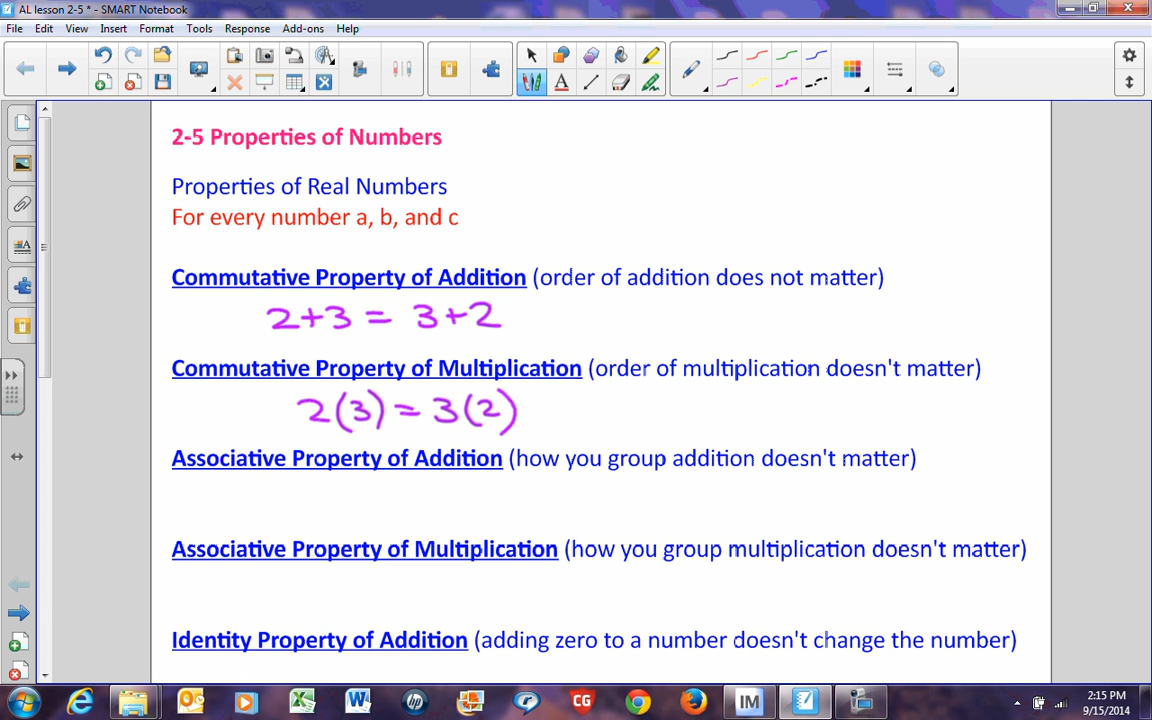 AL lesson 2-5 * - SMART Notebook
File Edit View Insert Format Tools Response Add-ons Help
2-5 Properties of Numbers
Properties of Real Numbers
For every number a, b, and c
Commutative Property of Addition (order of addition does not matter)
2+3 = 3+2
Commutative Property of Multiplication (order of multiplication doesn't matter)
2(3) = 3(2)
Associative Property of Addition (how you group addition doesn't matter)
Associative Property of Multiplication (how you group multiplication doesn't matter)
Identity Property of Addition (adding zero to a number doesn't change the number)
CG IM
2:15 PM
9/15/2014